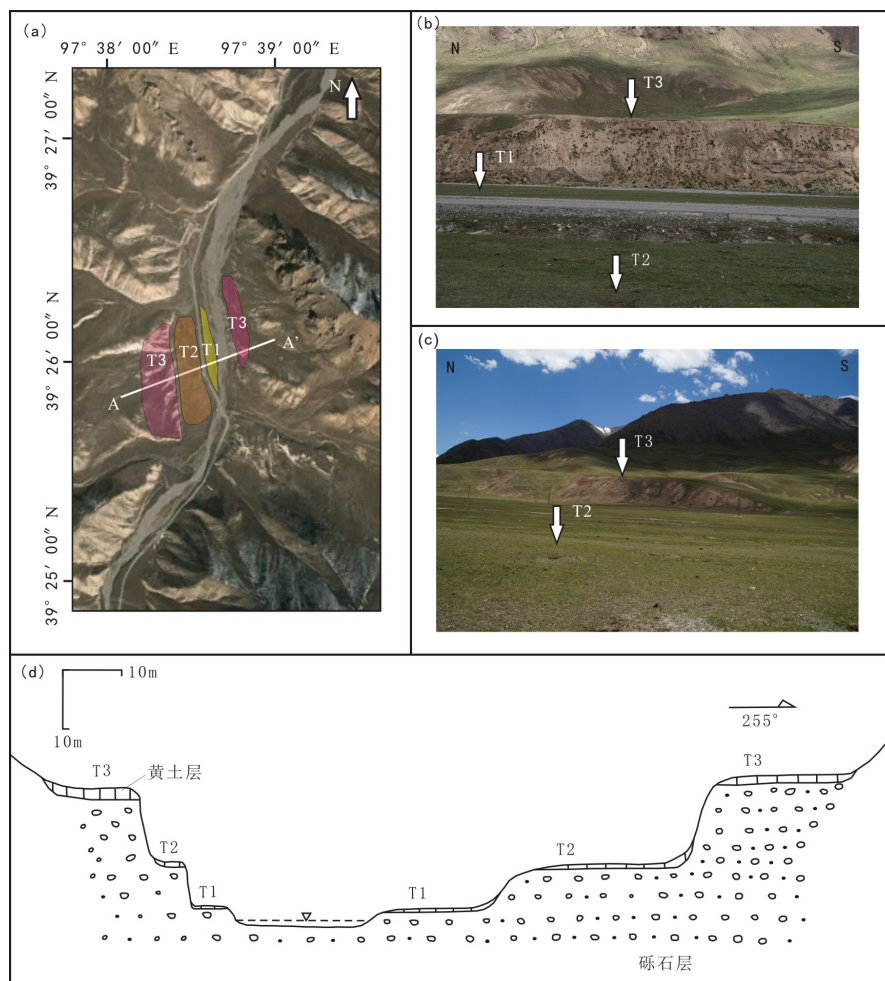 (a)
97° 38′ 00″ E 97° 39′ 00″ E
N
39° 27′ 00″ N
39° 26′ 00″ N
39° 25′ 00″ N
T3
T2
T1
T3
A
A'
(b)
N S
T3
T1
T2
(c)
N S
T3
T2
(d)
10m
10m
255°
T3
黄土层
T2
T1
T1
T2
T3
砾石层